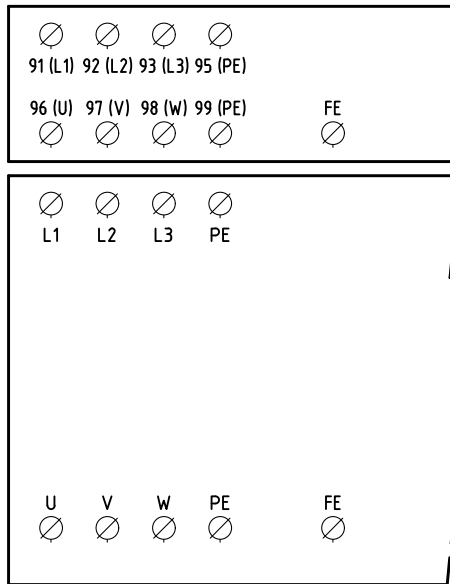 91 (L1) 92 (L2) 93 (L3) 95 (PE)
96 (U) 97 (V) 98 (W) 99 (PE) FE
L1 L2 L3 PE
U V W PE FE